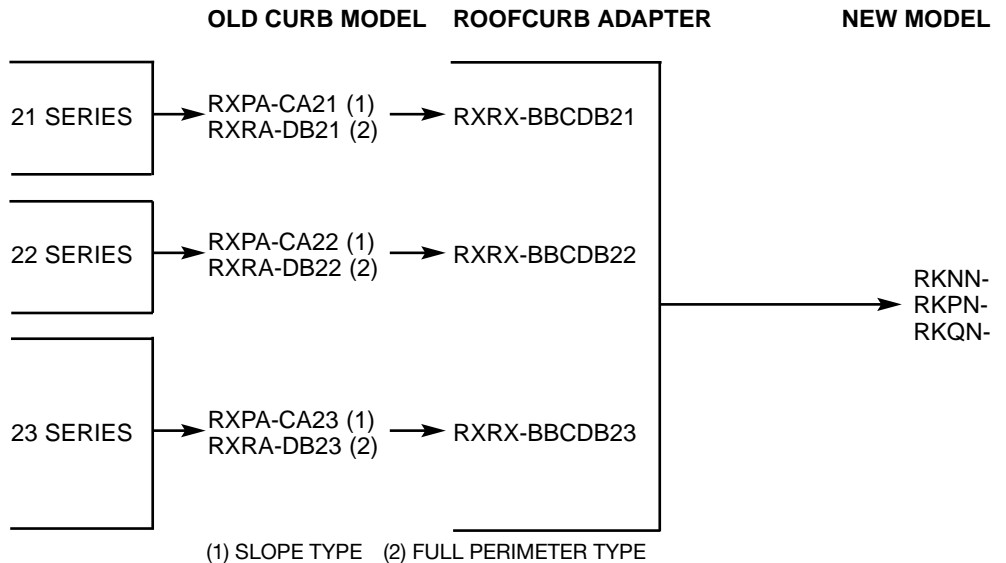 OLD CURB MODEL ROOFCURB ADAPTER NEW MODEL
21 SERIES
RXPA-CA21 (1)
RXRA-DB21 (2)
RXRX-BBCDB21
22 SERIES
RXPA-CA22 (1)
RXRA-DB22 (2)
RXRX-BBCDB22
RKNN-
RKPN-
RKQN-
23 SERIES
RXPA-CA23 (1)
RXRA-DB23 (2)
RXRX-BBCDB23
(1) SLOPE TYPE (2) FULL PERIMETER TYPE